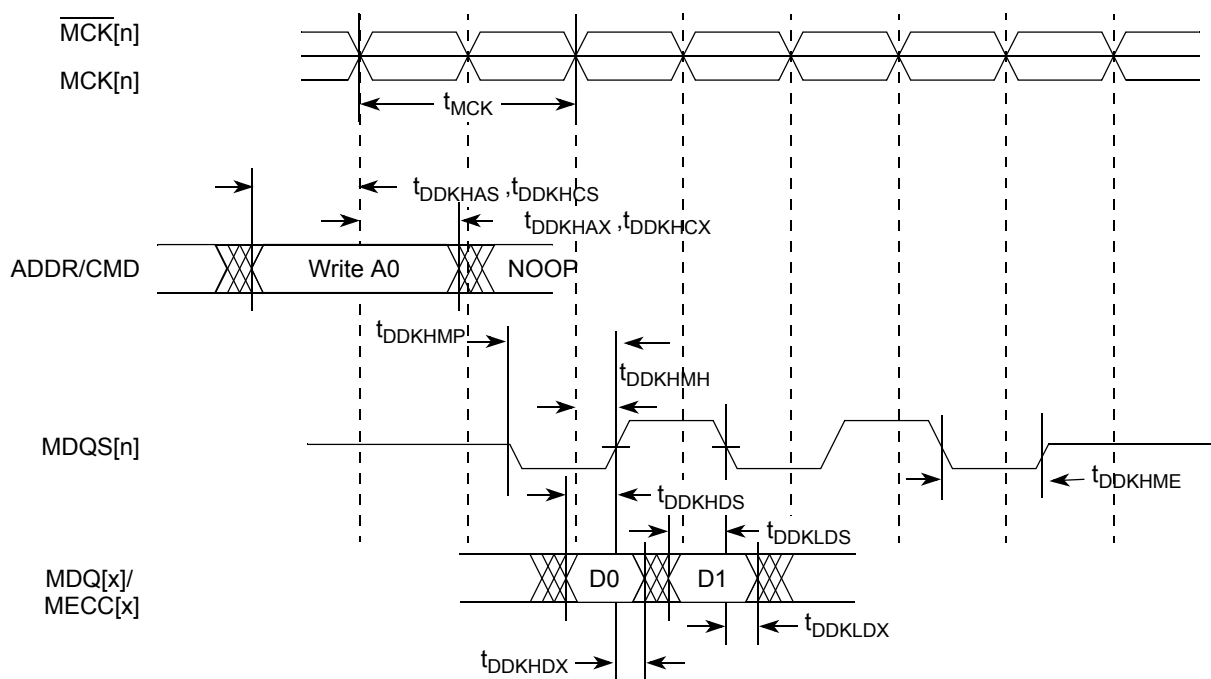 MCK[n]
MCK[n]
tMCK
tDDKHAS ,tDDKHCS
tDDKHAX ,tDDKHCX
ADDR/CMD
Write A0
NOOP
tDDKHMP
tDDKHMH
MDQS[n]
tDDKHME
tDDKHDS
tDDKLDS
MDQ[x]/
MECC[x]
D0
D1
tDDKLDX
tDDKHDX